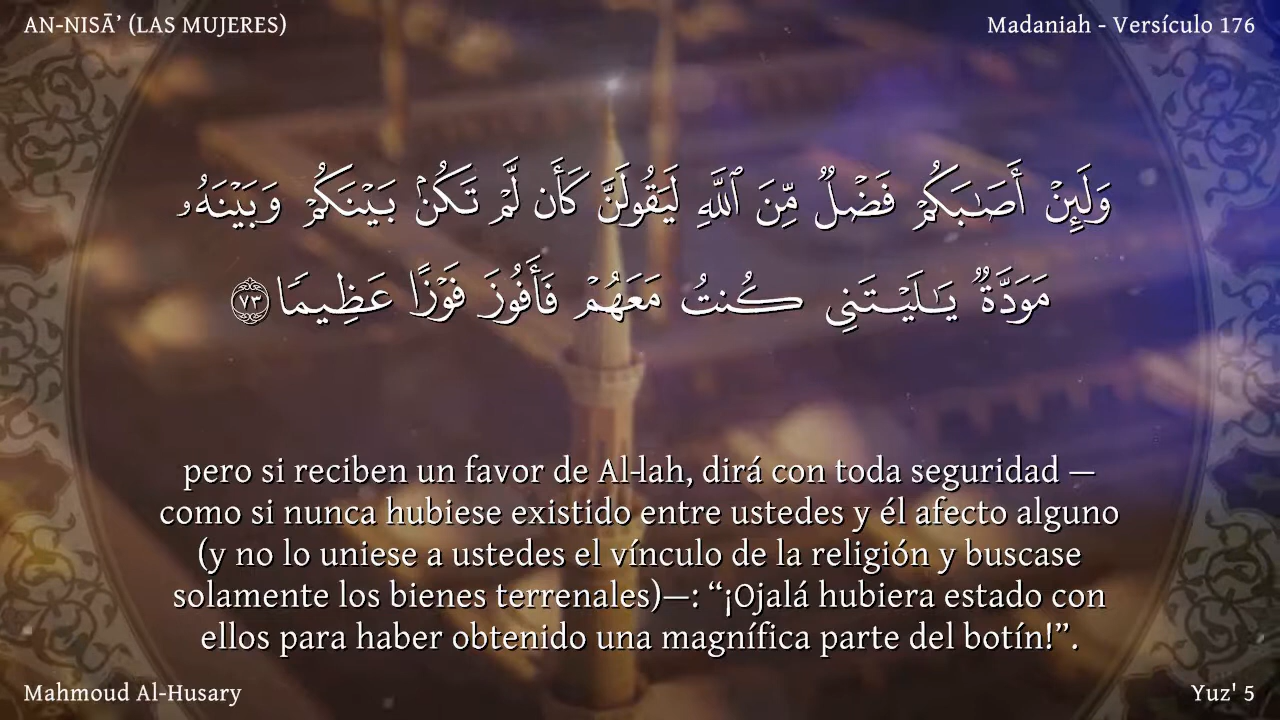 AN-NISĀ’ (LAS MUJERES)
Madaniah - Versículo 176
وَلَئِنْ أَصَـٰبَكُمْ فَضْلٌ مِّنَ ٱللَّهِ لَيَقُولَنَّ كَأَن لَّمْ تَكُنۢ بَيْنَكُمْ وَبَيْنَهُۥ
مَوَدَّةٌ يَـٰلَيْتَنِى كُنتُ مَعَهُمْ فَأَفُوزَ فَوْزًا عَظِيمًا ٧٣
pero si reciben un favor de Al-lah, dirá con toda seguridad —
como si nunca hubiese existido entre ustedes y él afecto alguno
(y no lo uniese a ustedes el vínculo de la religión y buscase
solamente los bienes terrenales)—: “¡Ojalá hubiera estado con
ellos para haber obtenido una magnífica parte del botín!”.
Mahmoud Al-Husary
Yuz' 5